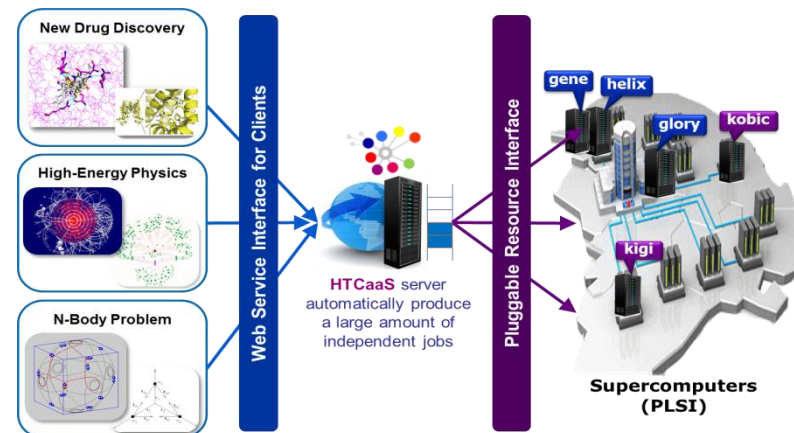 New Drug Discovery
High-Energy Physics
N-Body Problem
Web Service Interface for Clients
HTCaaS server
automatically produce
a large amount of
independent jobs
Pluggable Resource Interface
gene
helix
glory
kobic
kigi
Supercomputers
(PLSI)